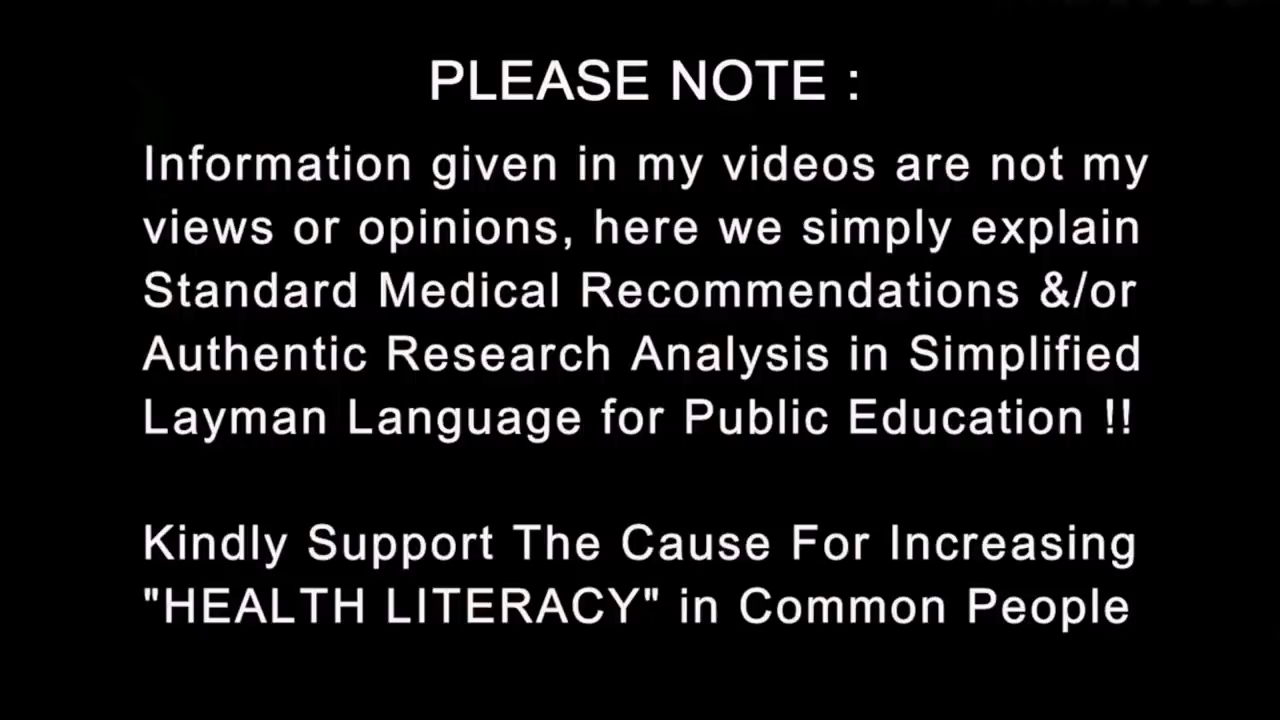 PLEASE NOTE :
Information given in my videos are not my
views or opinions, here we simply explain
Standard Medical Recommendations &/or
Authentic Research Analysis in Simplified
Layman Language for Public Education !!
Kindly Support The Cause For Increasing
"HEALTH LITERACY" in Common People